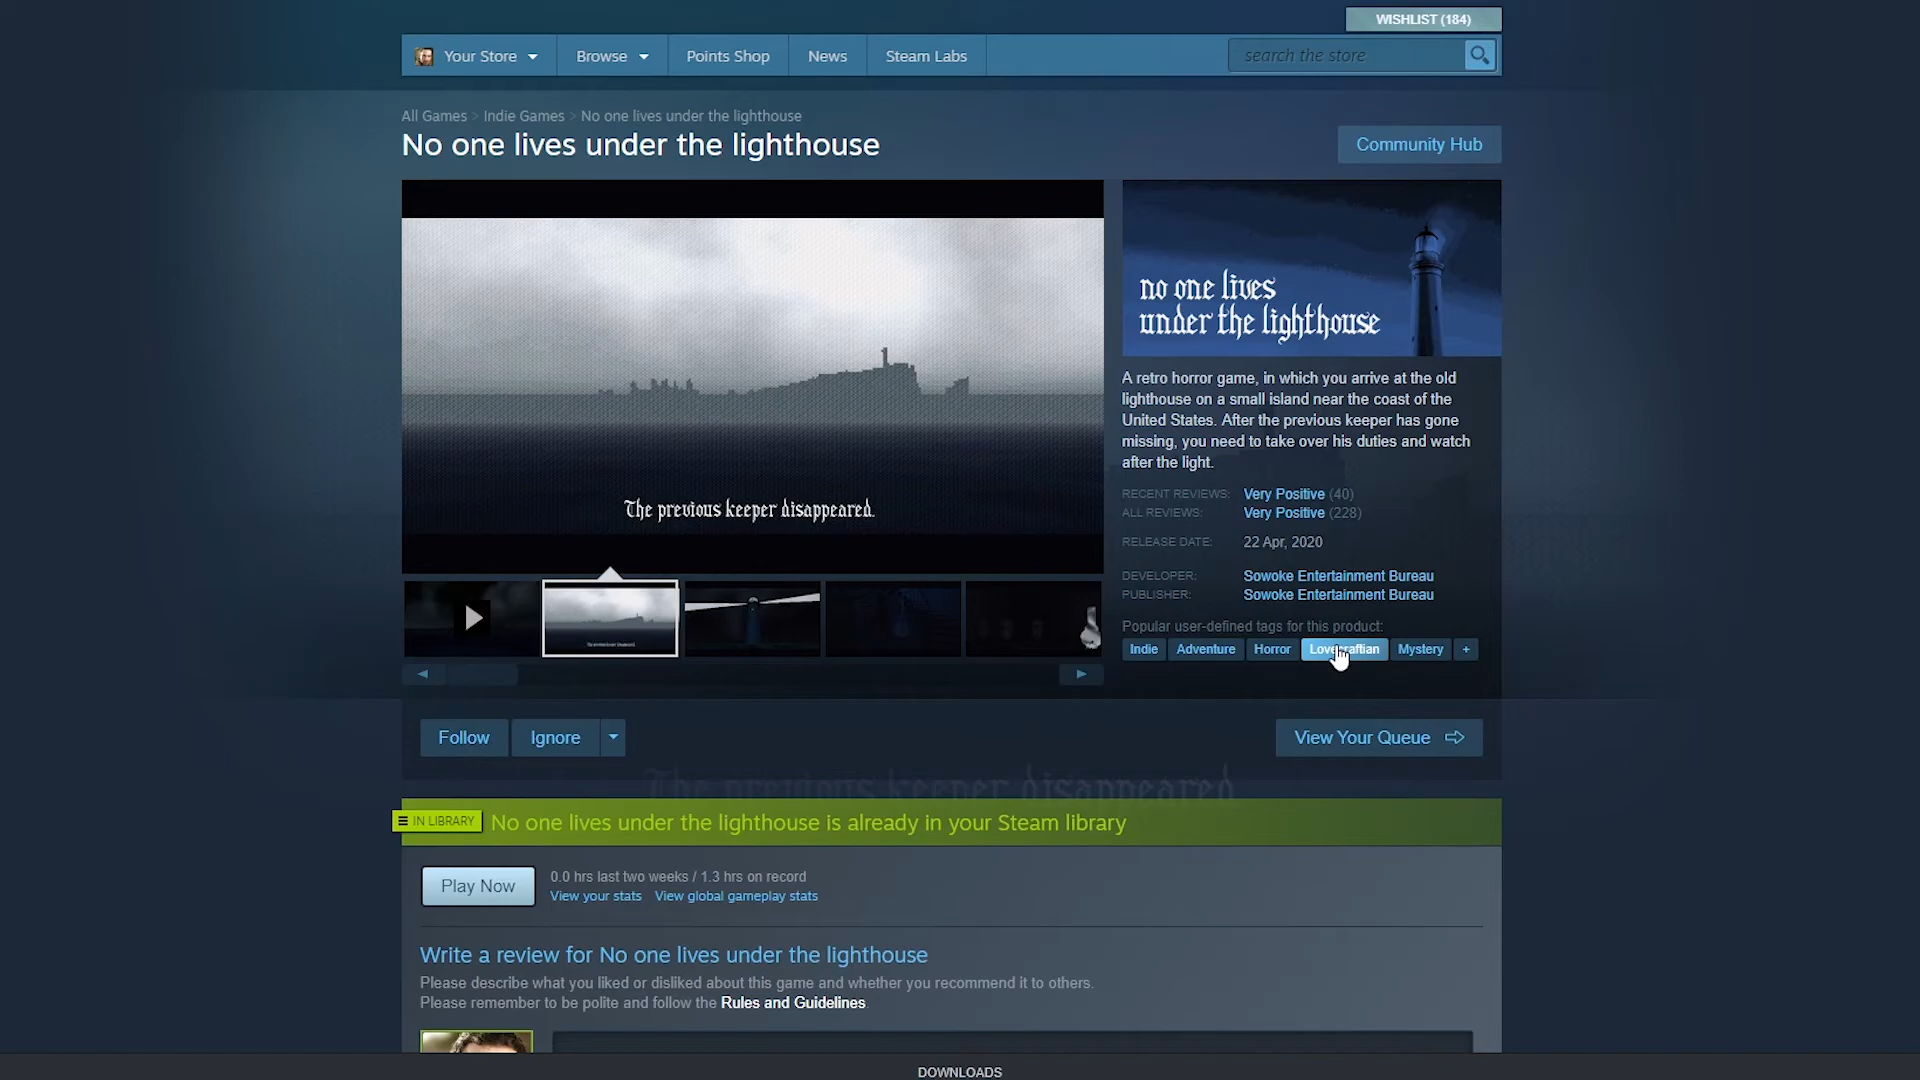 WISHLIST (184)
Your Store
Browse
Points Shop
News
Steam Labs
search the store
All Games > Indie Games > No one lives under the lighthouse
No one lives under the lighthouse
Community Hub
The previous keeper disappeared.
no one lives
under the lighthouse
A retro horror game, in which you arrive at the old
lighthouse on a small island near the coast of the
United States. After the previous keeper has gone
missing, you need to take over his duties and watch
after the light.
RECENT REVIEWS: Very Positive (40)
ALL REVIEWS: Very Positive (228)
RELEASE DATE: 22 Apr, 2020
DEVELOPER: Sowoke Entertainment Bureau
PUBLISHER: Sowoke Entertainment Bureau
Popular user-defined tags for this product:
Indie Adventure Horror Lovecraftian Mystery +
Follow
Ignore
View Your Queue
The previous keeper disappeared
IN LIBRARY
No one lives under the lighthouse is already in your Steam library
Play Now
0.0 hrs last two weeks / 1.3 hrs on record
View your stats View global gameplay stats
Write a review for No one lives under the lighthouse
Please describe what you liked or disliked about this game and whether you recommend it to others.
Please remember to be polite and follow the Rules and Guidelines.
DOWNLOADS